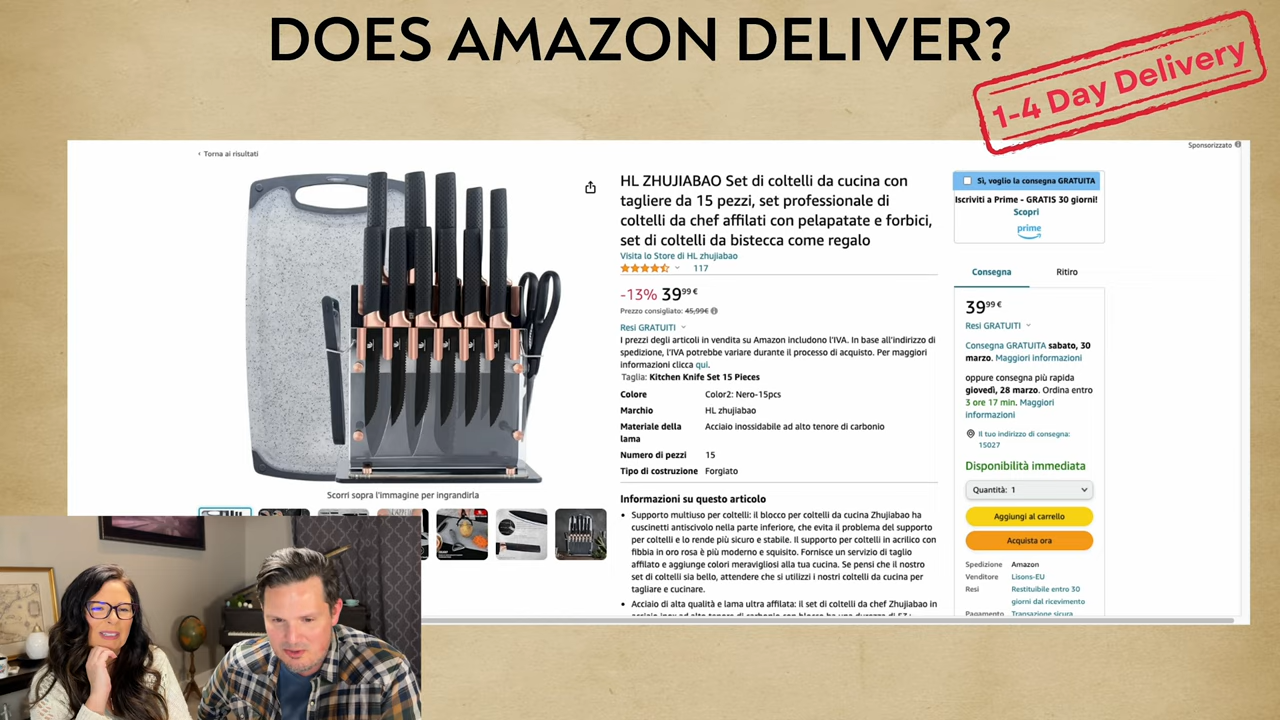 DOES AMAZON DELIVER?
1-4 Day Delivery
‹ Torna ai risultati
Sponsorizzato
HL ZHUJIABAO Set di coltelli da cucina con
tagliere da 15 pezzi, set professionale di
coltelli da chef affilati con pelapatate e forbici,
set di coltelli da bistecca come regalo
Visita lo Store di HL zhujiabao
117
-13% 39,99 €
Prezzo consigliato: 45,99€
Resi GRATUITI
I prezzi degli articoli in vendita su Amazon includono l'IVA. In base all'indirizzo di
spedizione, l'IVA potrebbe variare durante il processo di acquisto. Per maggiori
informazioni clicca qui.
Taglia: Kitchen Knife Set 15 Pieces
Colore Color2: Nero-15pcs
Marchio HL zhujiabao
Materiale della lama Acciaio inossidabile ad alto tenore di carbonio
Numero di pezzi 15
Tipo di costruzione Forgiato
Scorri sopra l'immagine per ingrandirla
Informazioni su questo articolo
• Supporto multiuso per coltelli: il blocco per coltelli da cucina Zhujiabao ha
cuscinetti antiscivolo nella parte inferiore, che evita il problema del supporto
per coltelli e lo rende più sicuro e stabile. Il supporto per coltelli in acrilico con
fibbia in oro rosa è più moderno e squisito. Fornisce un servizio di taglio
affilato e aggiunge colori meravigliosi alla tua cucina. Se pensi che il nostro
set di coltelli sia bello, attendere che si utilizzi i nostri coltelli da cucina per
tagliare e cucinare.
• Acciaio di alta qualità e lama ultra affilata: il set di coltelli da chef Zhujiabao in
Sì, voglio la consegna GRATUITA
Iscriviti a Prime - GRATIS 30 giorni!
Scopri
prime
Consegna Ritiro
39,99 €
Resi GRATUITI
Consegna GRATUITA sabato, 30
marzo. Maggiori informazioni
oppure consegna più rapida
giovedì, 28 marzo. Ordina entro
3 ore 17 min. Maggiori
informazioni
Il tuo indirizzo di consegna:
15027
Disponibilità immediata
Quantità: 1
Aggiungi al carrello
Acquista ora
Spedizione Amazon
Venditore Lisons-EU
Resi Restituibile entro 30
giorni dal ricevimento
Pagamento Transazione sicura